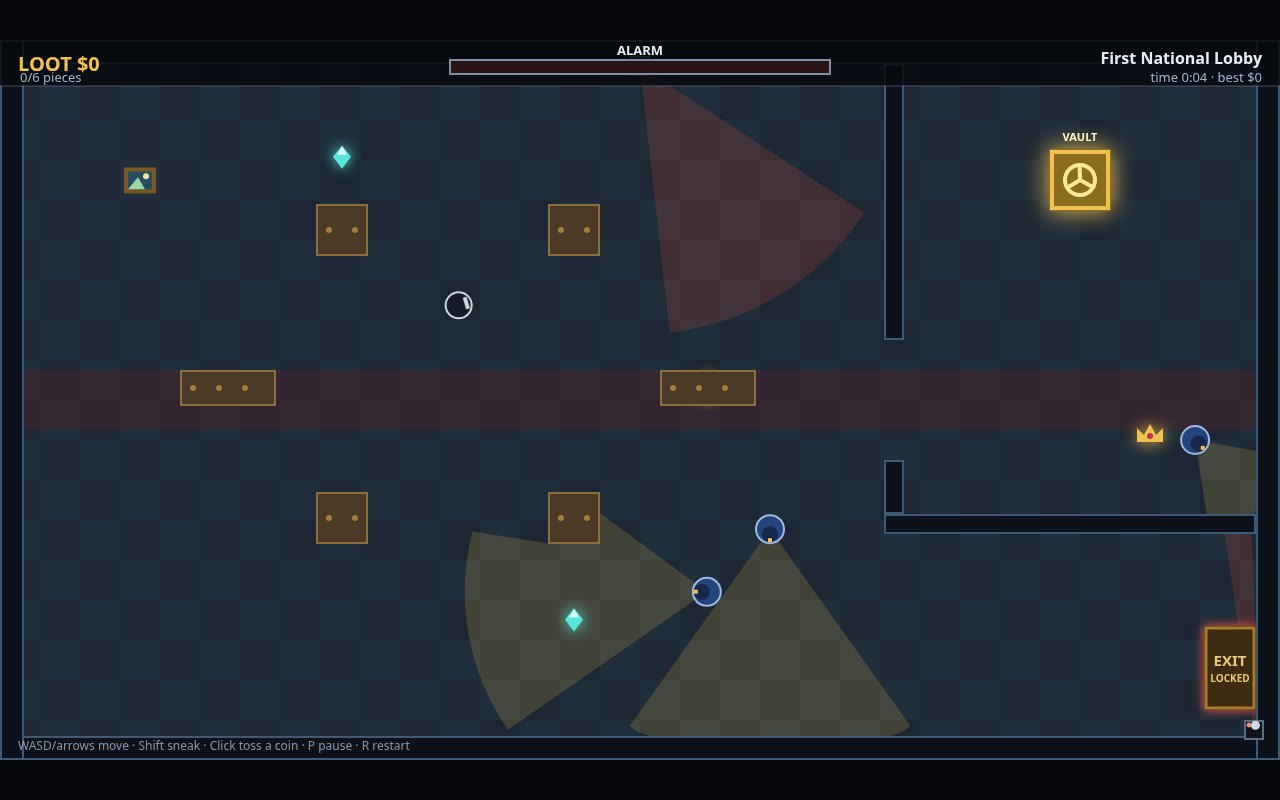 LOOT $0
0/6 pieces
ALARM
First National Lobby
time 0:04 · best $0
VAULT
EXIT
LOCKED
WASD/arrows move · Shift sneak · Click toss a coin · P pause · R restart